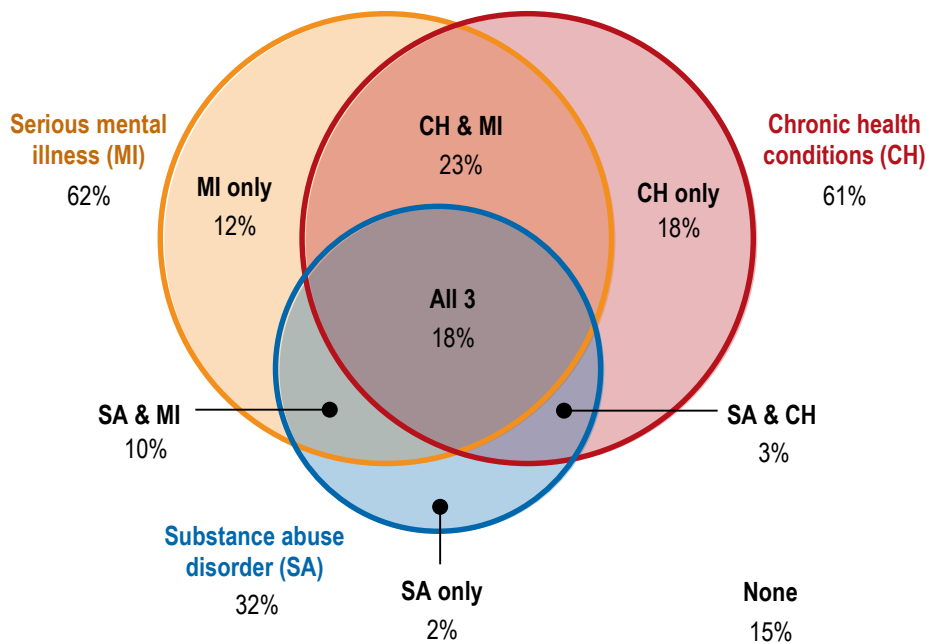 CH & MI
23%
Serious mental
illness (MI)
62%
Chronic health
conditions (CH)
61%
MI only
12%
CH only
18%
All 3
18%
SA & MI
10%
SA & CH
3%
Substance abuse
disorder (SA)
32%
SA only
2%
None
15%